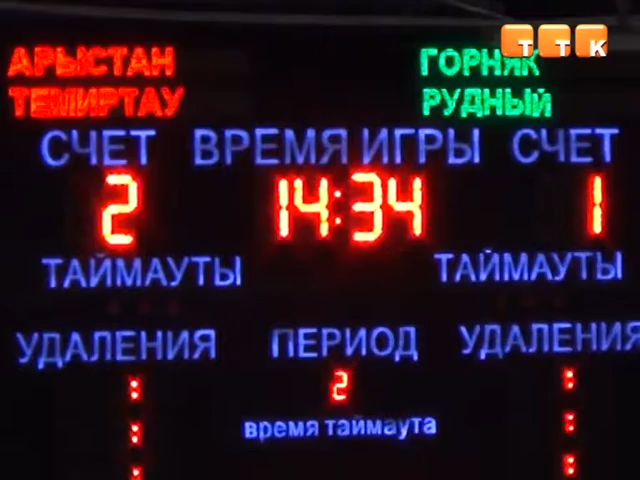 ТТК
АРЫСТАН ГОРНЯК
ТЕМИРТАУ РУДНЫЙ
СЧЕТ ВРЕМЯ ИГРЫ СЧЕТ
2 14:34 1
ТАЙМАУТЫ ТАЙМАУТЫ
УДАЛЕНИЯ ПЕРИОД УДАЛЕНИЯ
: 2 :
время таймаута
: :
: :